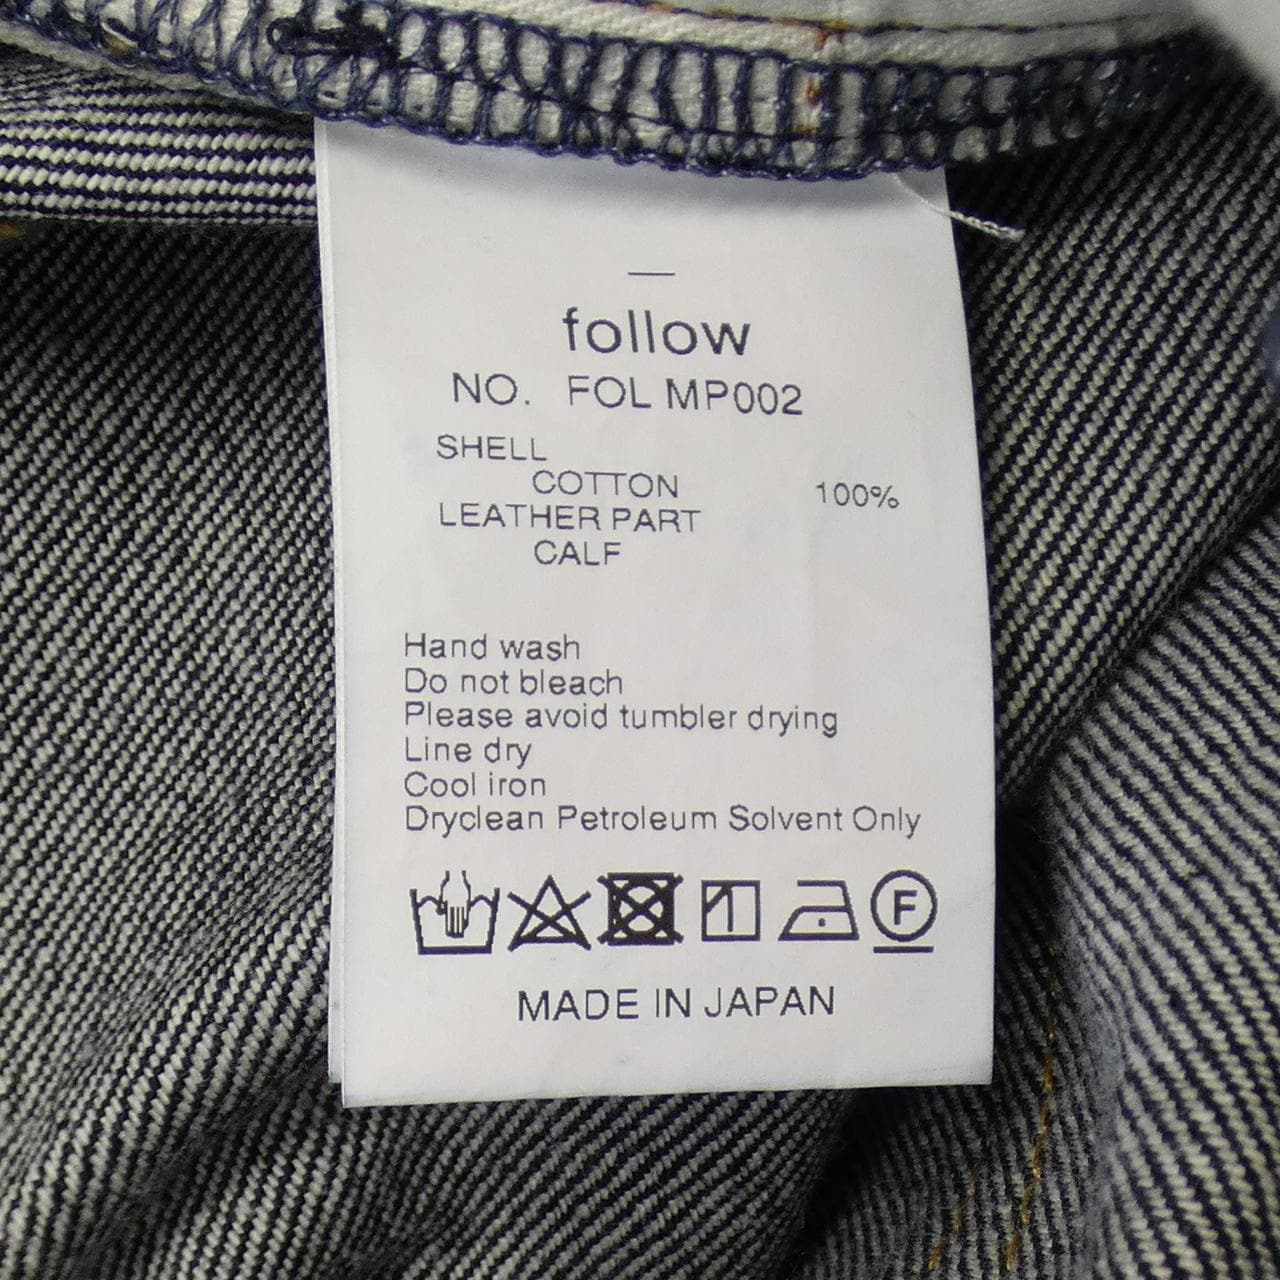 follow
NO. FOL MP002
SHELL
COTTON 100%
LEATHER PART
CALF
Hand wash
Do not bleach
Please avoid tumbler drying
Line dry
Cool iron
Dryclean Petroleum Solvent Only
F
MADE IN JAPAN